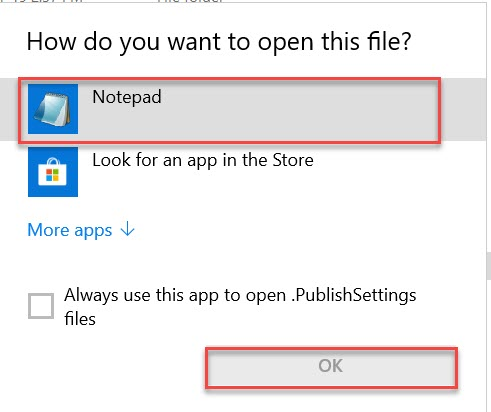 How do you want to open this file?
Notepad
Look for an app in the Store
More apps
Always use this app to open .PublishSettings
files
OK